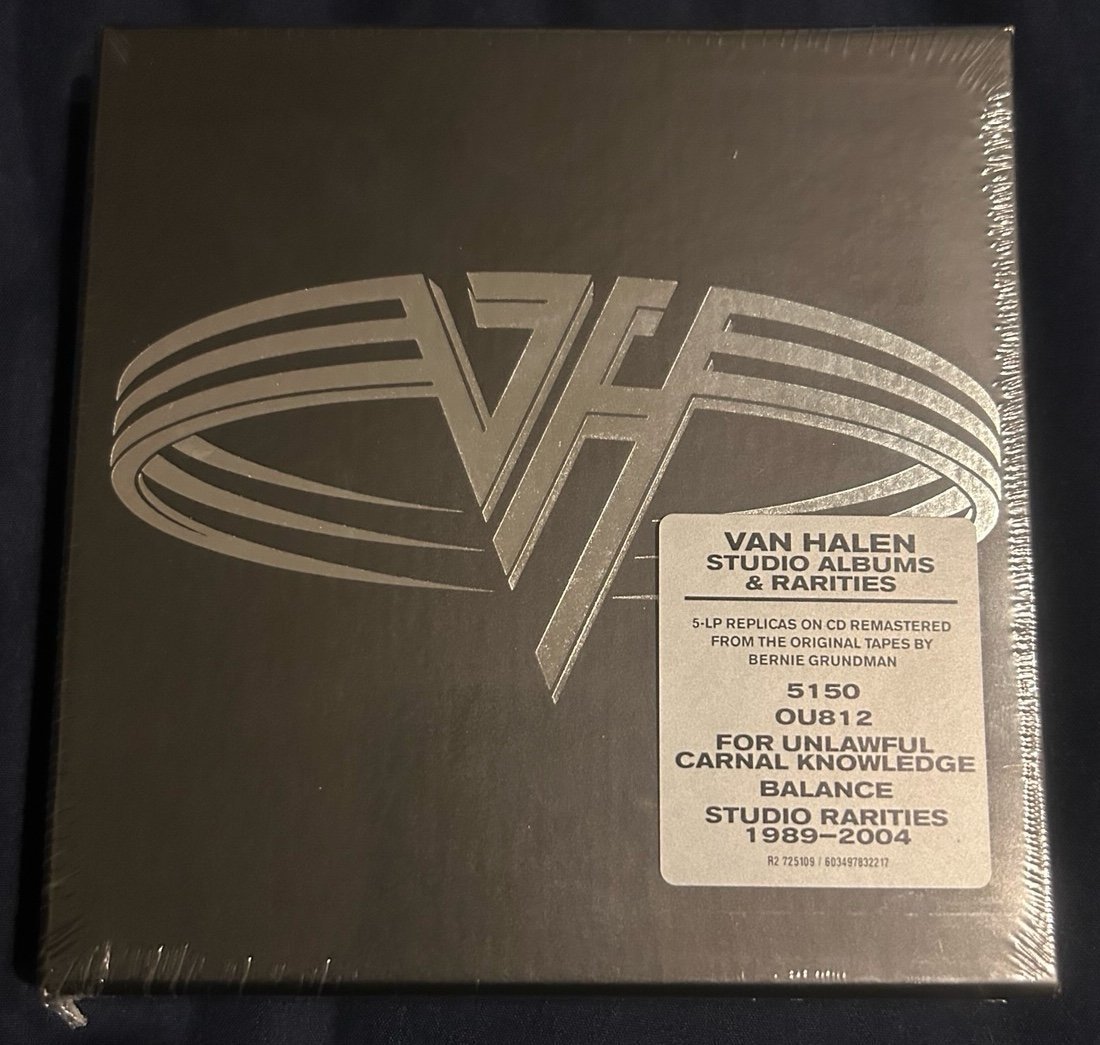 VH
VAN HALEN
STUDIO ALBUMS
& RARITIES
5-LP REPLICAS ON CD REMASTERED
FROM THE ORIGINAL TAPES BY
BERNIE GRUNDMAN
5150
OU812
FOR UNLAWFUL
CARNAL KNOWLEDGE
BALANCE
STUDIO RARITIES
1989–2004
R2 725109 / 603497832217